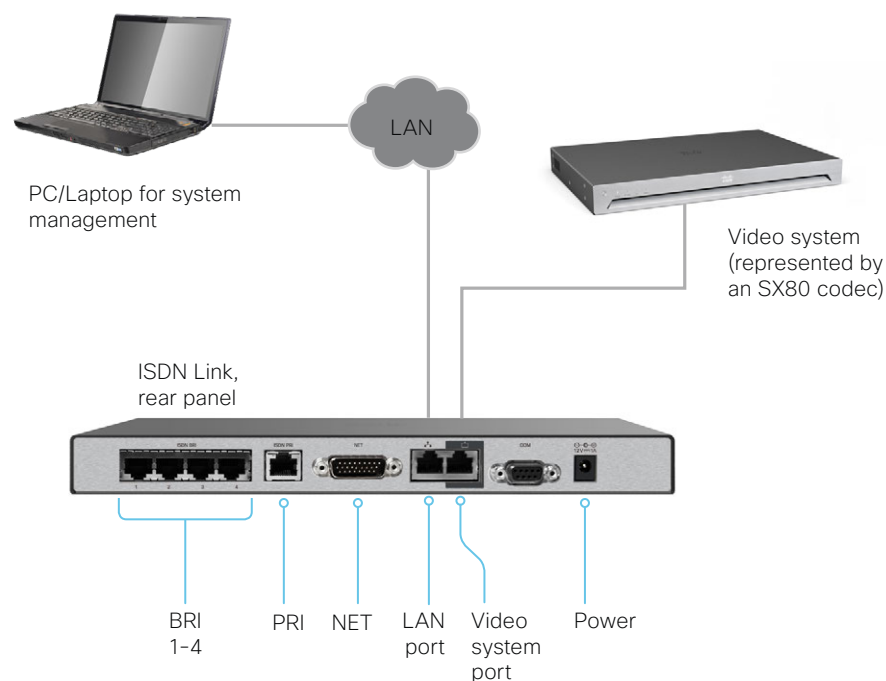 LAN
PC/Laptop for system
management
Video system
(represented by
an SX80 codec)
ISDN Link,
rear panel
ISDN BRI
ISDN PRI
NET
COM
12V
1
2
3
4
BRI
1-4
PRI
NET
LAN
port
Video
system
port
Power